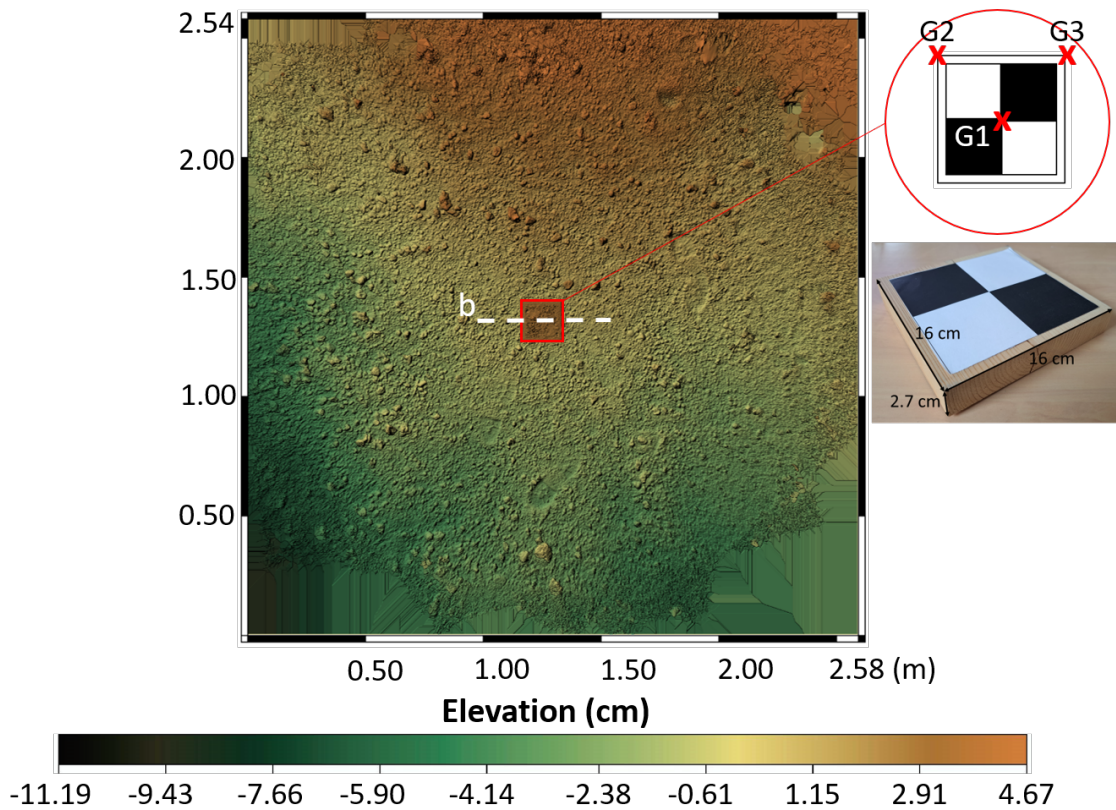 2.54
2.00
1.50
1.00
0.50
b
G2 G3
G1
16 cm
16 cm
2.7 cm
0.50 1.00 1.50 2.00 2.58 (m)
Elevation (cm)
-11.19 -9.43 -7.66 -5.90 -4.14 -2.38 -0.61 1.15 2.91 4.67